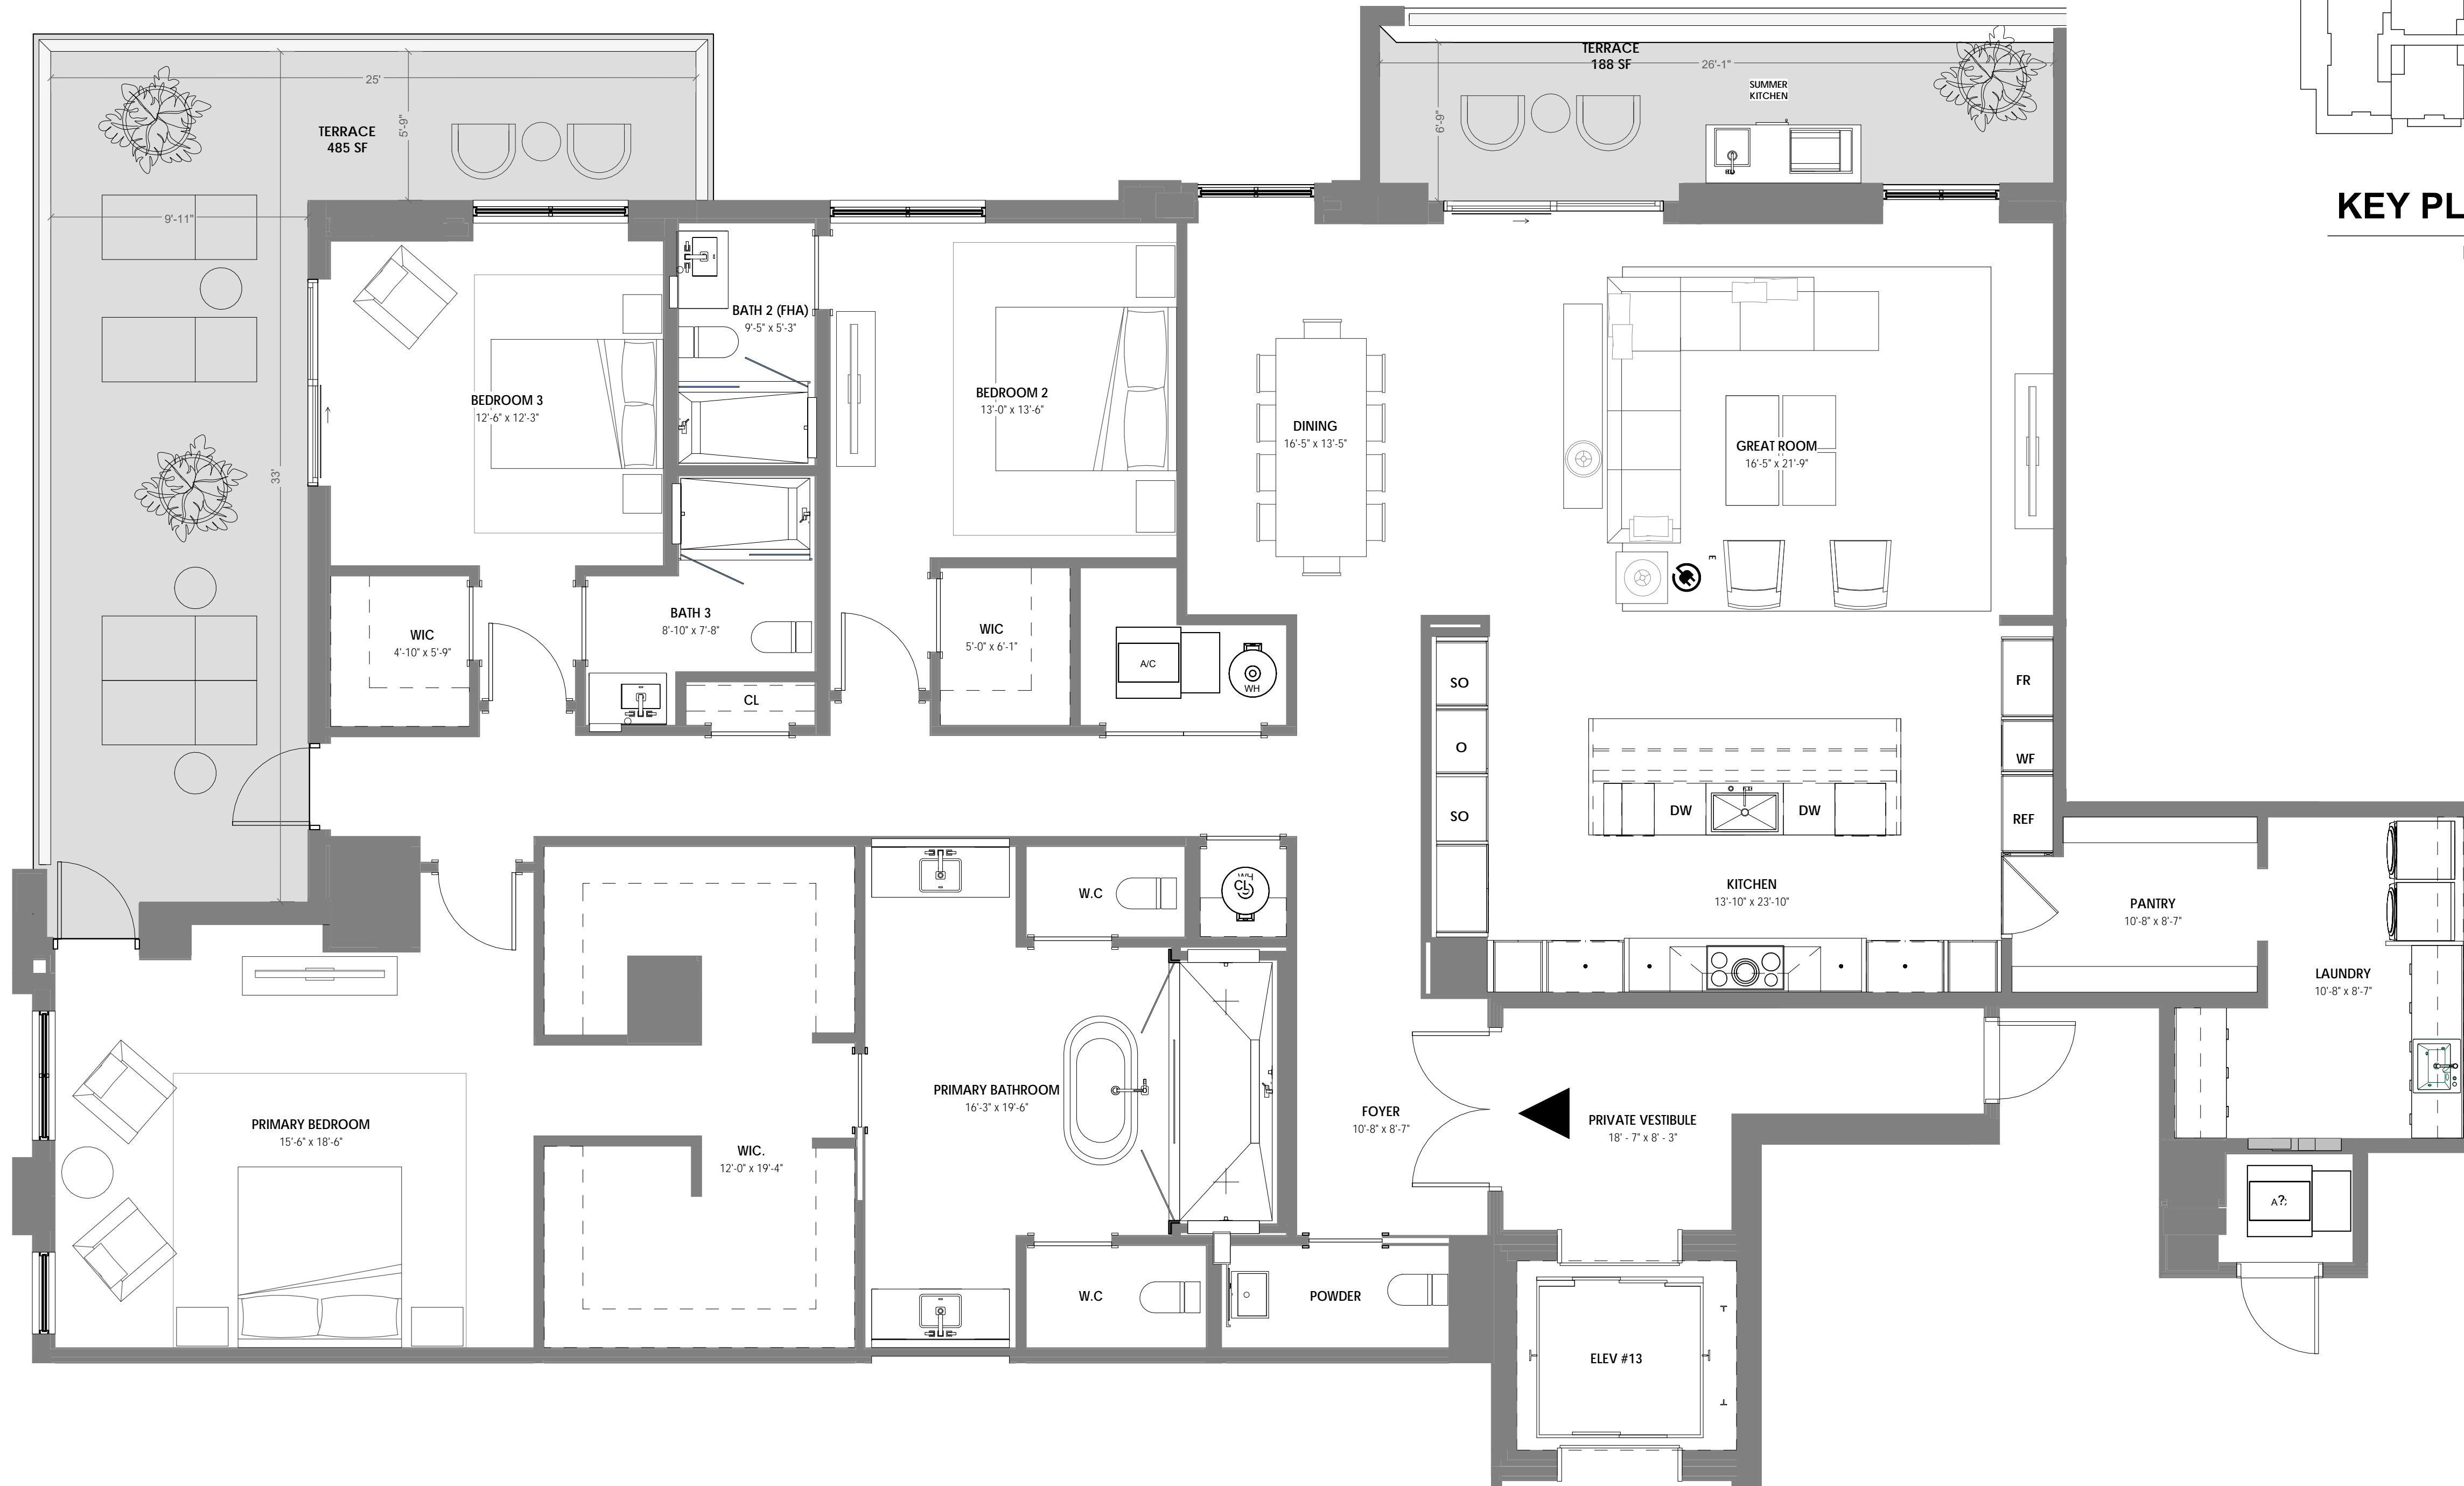 TERRACE
188 SF
26'-1"
25'
SUMMER
KITCHEN
5'-9"
6'-9"
TERRACE
485 SF
KEY PL
9'-11"
BATH 2 (FHA)
9'-5" x 5'-3"
BEDROOM 3
12'-6" x 12'-3"
BEDROOM 2
13'-0" x 13'-6"
DINING
16'-5" x 13'-5"
GREAT ROOM
16'-5" x 21'-9"
33'
E
BATH 3
8'-10" x 7'-8"
WIC
4'-10" x 5'-9"
WIC
5'-0" x 6'-1"
A/C
WH
CL
SO
FR
O
WF
SO
DW
DW
REF
W.C
CL
KITCHEN
13'-10" x 23'-10"
PANTRY
10'-8" x 8'-7"
LAUNDRY
10'-8" x 8'-7"
PRIMARY BATHROOM
16'-3" x 19'-6"
FOYER
10'-8" x 8'-7"
PRIVATE VESTIBULE
18' - 7" x 8' - 3"
PRIMARY BEDROOM
15'-6" x 18'-6"
WIC.
12'-0" x 19'-4"
W.C
POWDER
ELEV #13